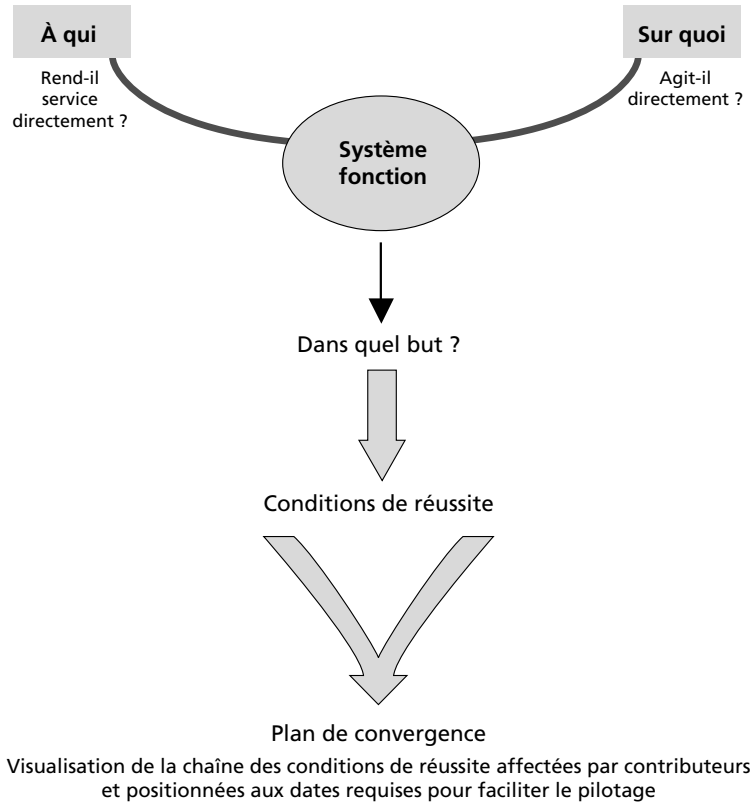 À qui
Rend-il
service
directement ?
Sur quoi
Agit-il
directement ?
Système
fonction
Dans quel but ?
Conditions de réussite
Plan de convergence
Visualisation de la chaîne des conditions de réussite affectées par contributeurs
et positionnées aux dates requises pour faciliter le pilotage